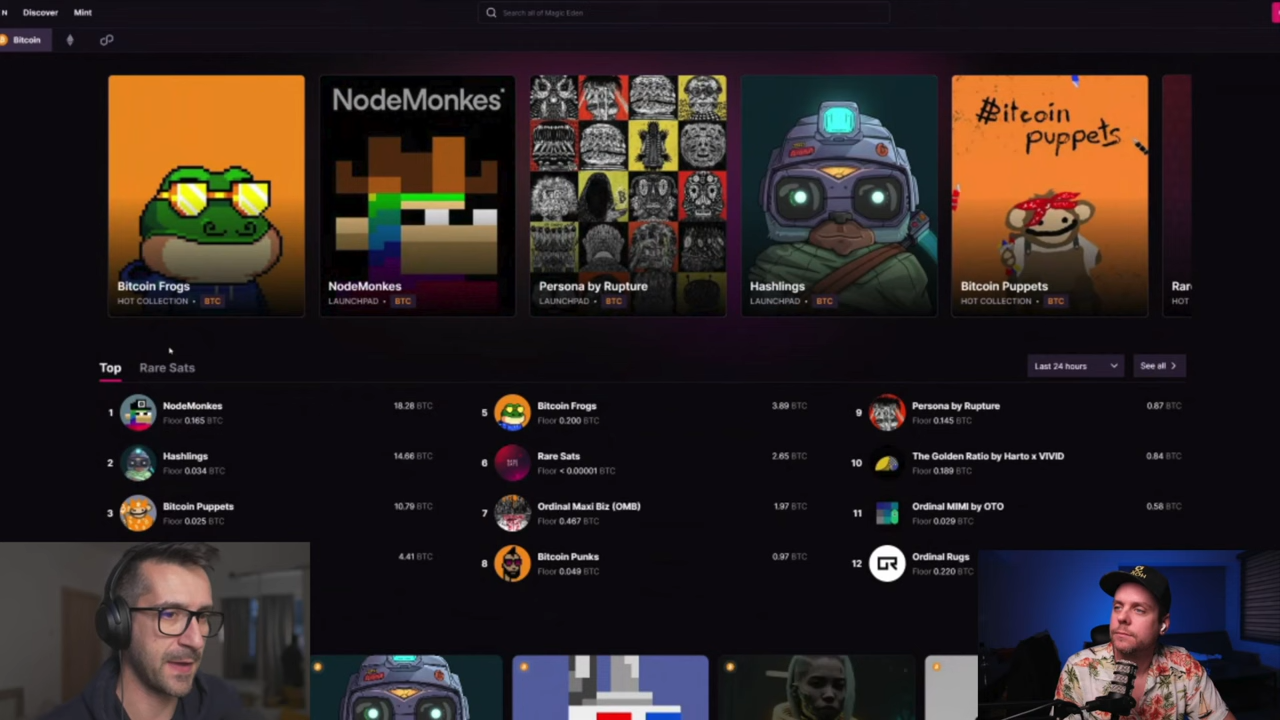 N Discover Mint
Search all of Magic Eden
Bitcoin
NodeMonkes
#Bitcoin
puppets
Bitcoin Frogs
HOT COLLECTION • BTC
NodeMonkes
LAUNCHPAD • BTC
Persona by Rupture
LAUNCHPAD • BTC
Hashlings
LAUNCHPAD • BTC
Bitcoin Puppets
HOT COLLECTION • BTC
Rar
HOT
Top Rare Sats
Last 24 hours
See all
1 NodeMonkes 18.28 BTC
Floor 0.165 BTC
2 Hashlings 14.66 BTC
Floor 0.034 BTC
3 Bitcoin Puppets 10.79 BTC
Floor 0.025 BTC
4.41 BTC
5 Bitcoin Frogs 3.89 BTC
Floor 0.200 BTC
6 Rare Sats 2.65 BTC
Floor < 0.00001 BTC
7 Ordinal Maxi Biz (OMB) 1.97 BTC
Floor 0.467 BTC
8 Bitcoin Punks 0.97 BTC
Floor 0.049 BTC
9 Persona by Rupture 0.87 BTC
Floor 0.145 BTC
10 The Golden Ratio by Harto x VIVID 0.84 BTC
Floor 0.189 BTC
11 Ordinal MIMI by OTO 0.58 BTC
Floor 0.029 BTC
12 Ordinal Rugs
Floor 0.220 BTC